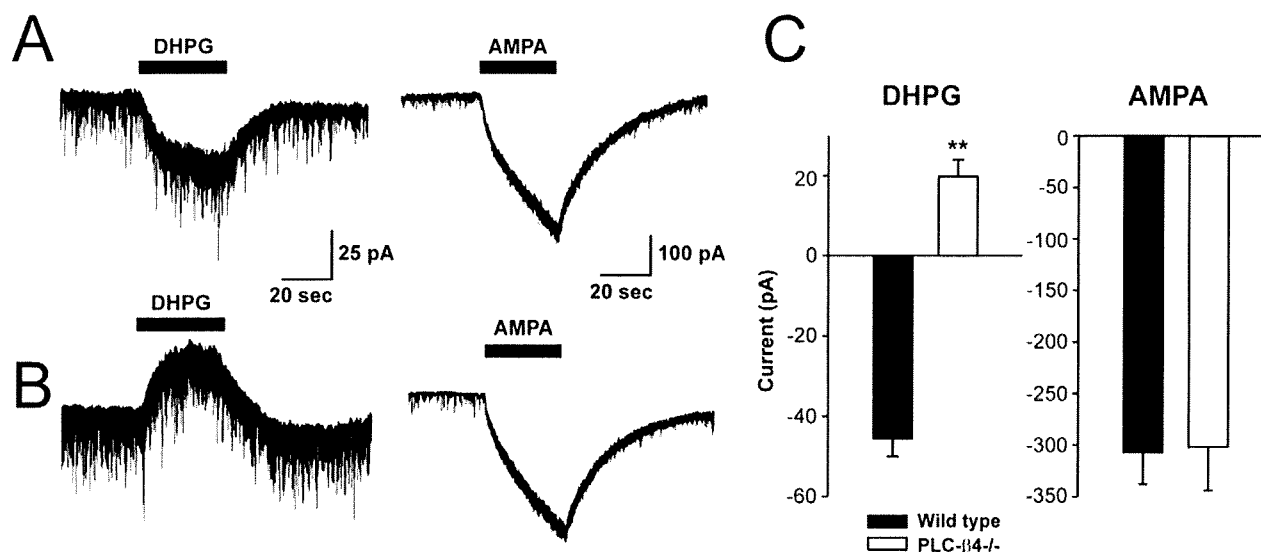 A
DHPG
AMPA
25 pA
20 sec
100 pA
20 sec
B
DHPG
AMPA
C
DHPG
AMPA
Current (pA)
20
0
-20
-40
-60
**
0
-50
-100
-150
-200
-250
-300
-350
Wild type
PLC-β4-/-